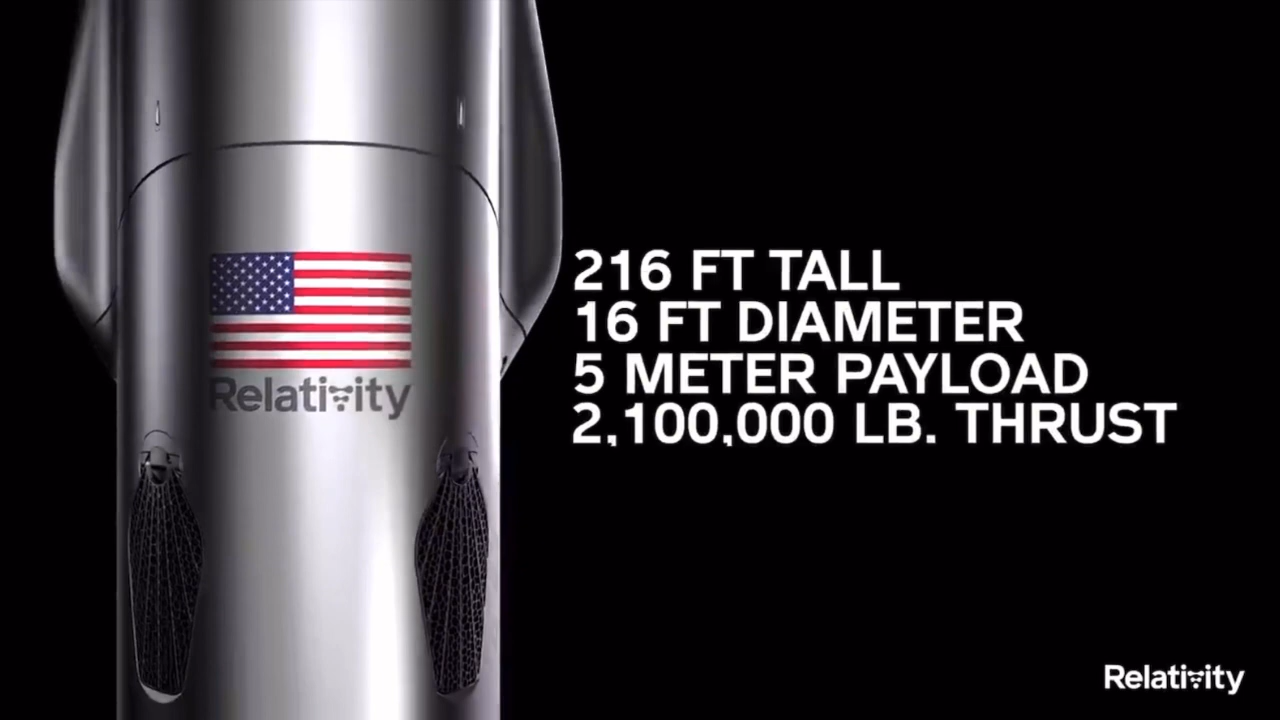 Relativity
216 FT TALL
16 FT DIAMETER
5 METER PAYLOAD
2,100,000 LB. THRUST
Relativity